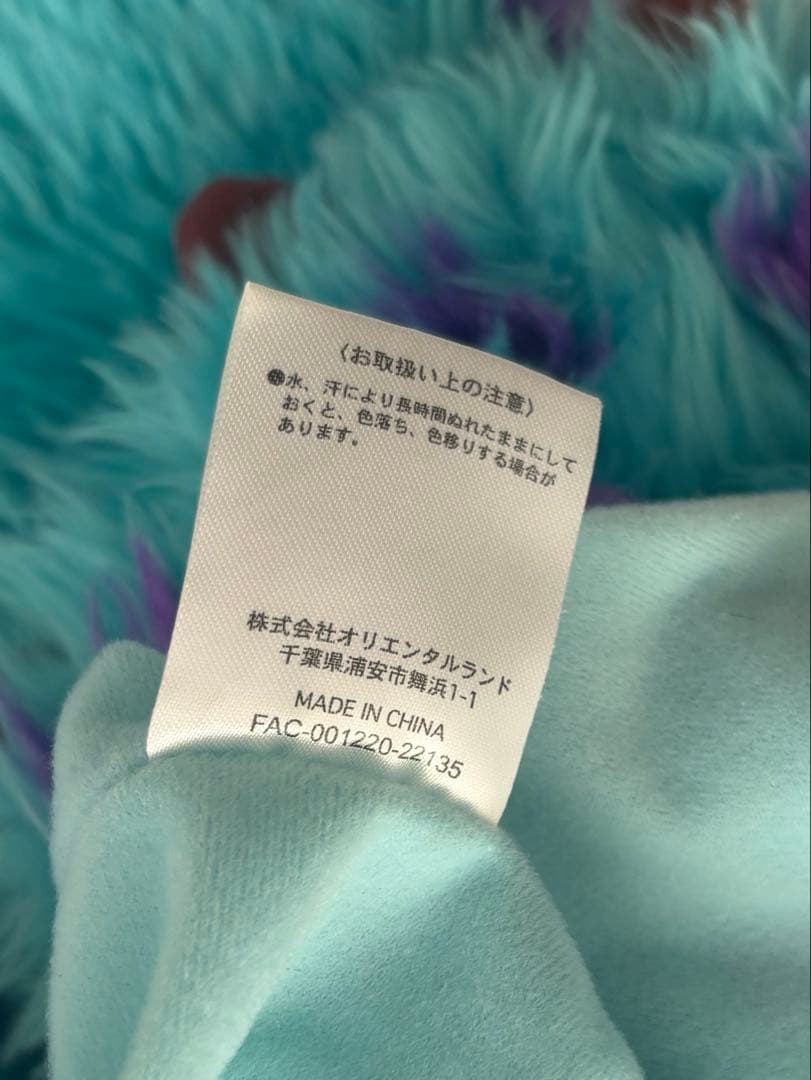 〈お取扱い上の注意〉
●水、汗により長時間ぬれたままにして
おくと、色落ち、色移りする場合が
あります。
株式会社オリエンタルランド
千葉県浦安市舞浜1-1
MADE IN CHINA
FAC-001220-22135